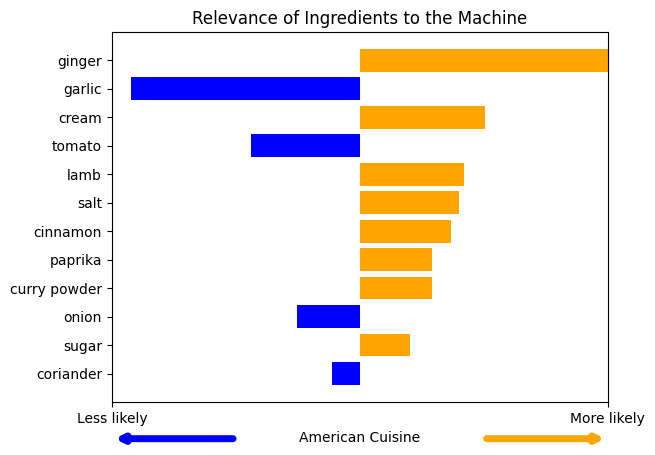 Relevance of Ingredients to the Machine
ginger
garlic
cream
tomato
lamb
salt
cinnamon
paprika
curry powder
onion
sugar
coriander
Less likely
More likely
American Cuisine